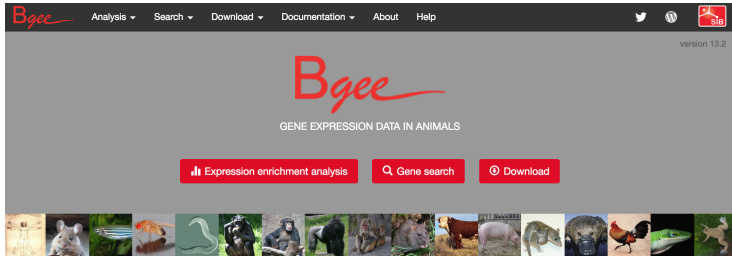 Bgee Analysis Search Download Documentation About Help SIB
version 13.2
Bgee
GENE EXPRESSION DATA IN ANIMALS
Expression enrichment analysis Gene search Download